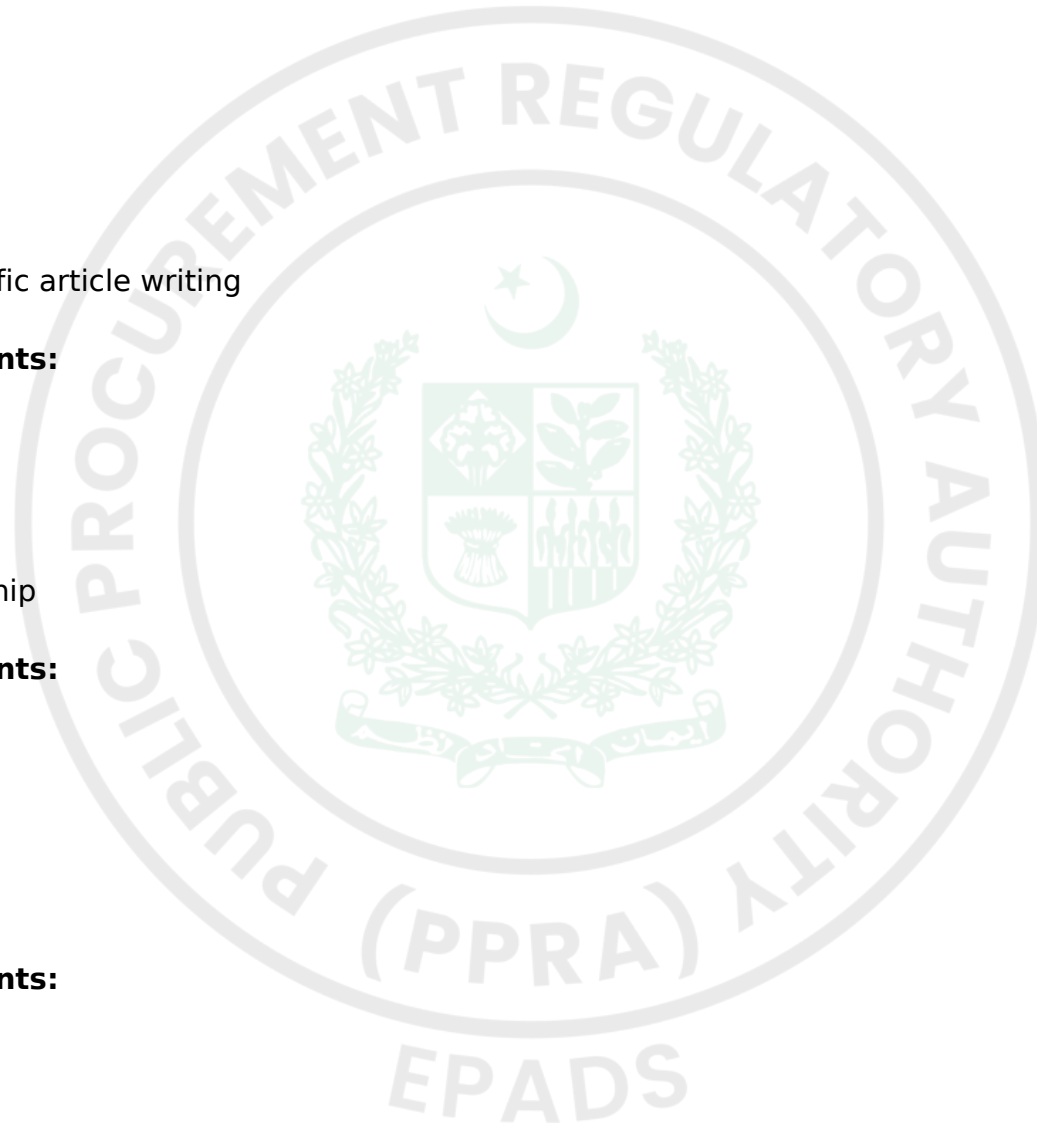 PUBLIC PROCUREMENT REGULATORY AUTHORITY
fic article writing
nts:
hip
nts:
nts:
(PPRA)
EPADS